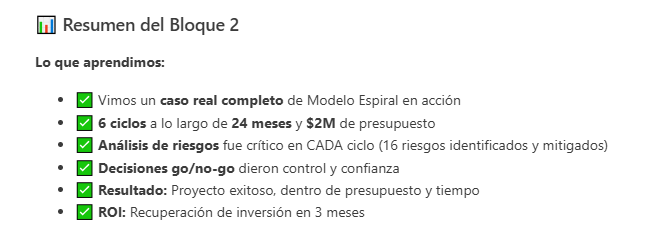 📊 Resumen del Bloque 2
Lo que aprendimos:
• ✅ Vimos un caso real completo de Modelo Espiral en acción
• ✅ 6 ciclos a lo largo de 24 meses y $2M de presupuesto
• ✅ Análisis de riesgos fue crítico en CADA ciclo (16 riesgos identificados y mitigados)
• ✅ Decisiones go/no-go dieron control y confianza
• ✅ Resultado: Proyecto exitoso, dentro de presupuesto y tiempo
• ✅ ROI: Recuperación de inversión en 3 meses